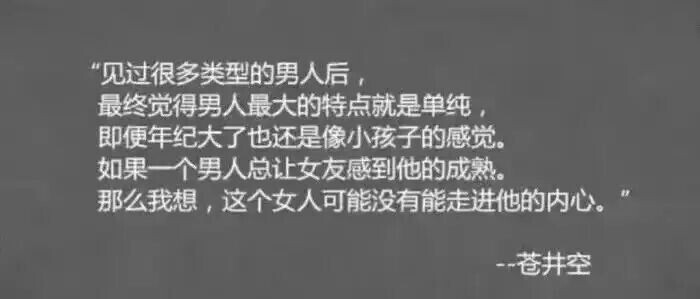 “见过很多类型的男人后，
最终觉得男人最大的特点就是单纯，
即便年纪大了也还是像小孩子的感觉。
如果一个男人总让女友感到他的成熟。
那么我想，这个女人可能没有能走进他的内心。”
--苍井空